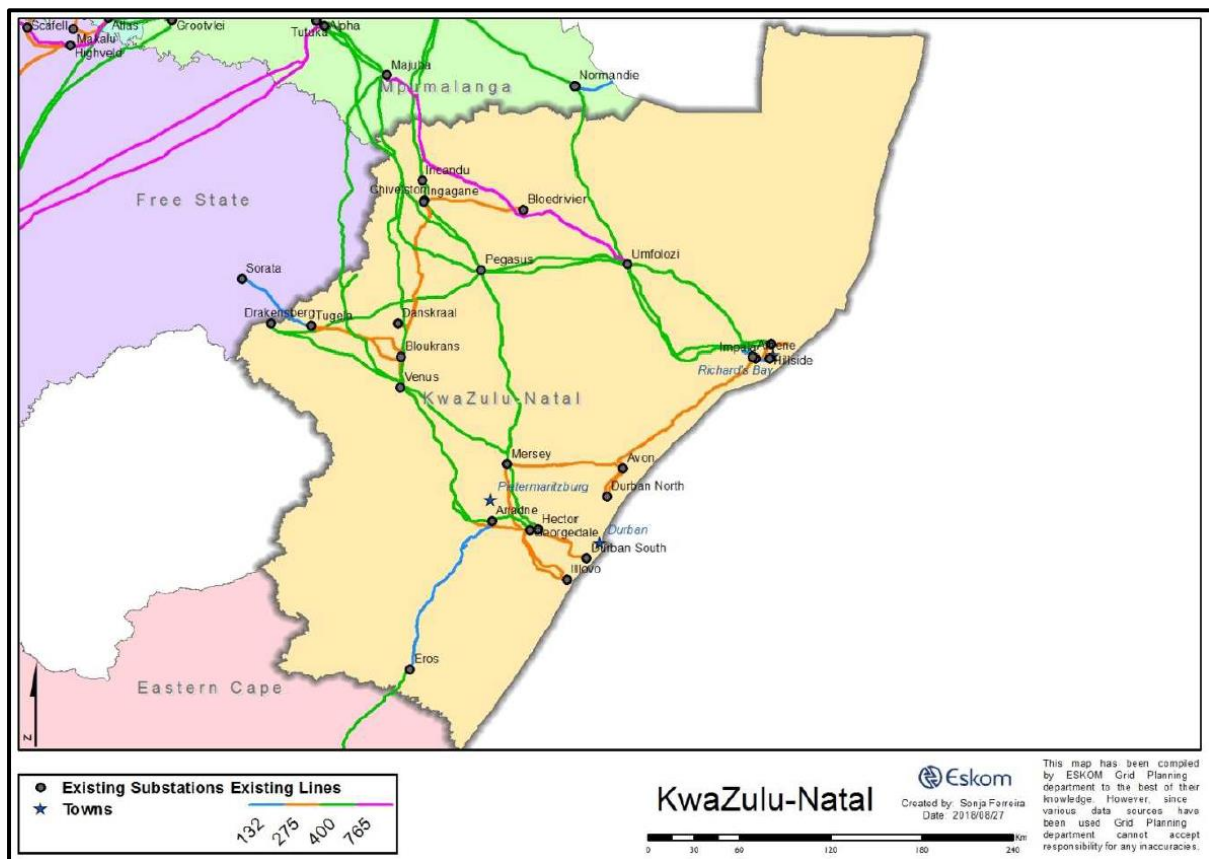 Scafell
Atlas
Grootvlei
Alpha
Tutuka
Makalu
Highveld
Majuba
Normandie
Mpumalanga
Incandu
Chivelston
Ingagane
Bloedrivier
Free State
Umfolozi
Pegasus
Sorata
Drakensberg
Tugela
Danskraal
Bloukrans
Impala
Hillside
Richard's Bay
Venus
KwaZulu-Natal
Mersey
Avon
Pietermaritzburg
Durban North
Ariadne
Hector
Georgedale
Durban
Durban South
Illovo
Eros
Eastern Cape
Z
Existing Substations Existing Lines
Towns
132 275 400 765
KwaZulu-Natal
Eskom
Created by: Sonja Ferreira
Date: 2018/08/27
Km
0 30 60 120 180 240
This map has been compiled
by ESKOM Grid Planning
department to the best of their
knowledge. However, since
various data sources have
been used Grid Planning
department cannot accept
responsibility for any inaccuracies.